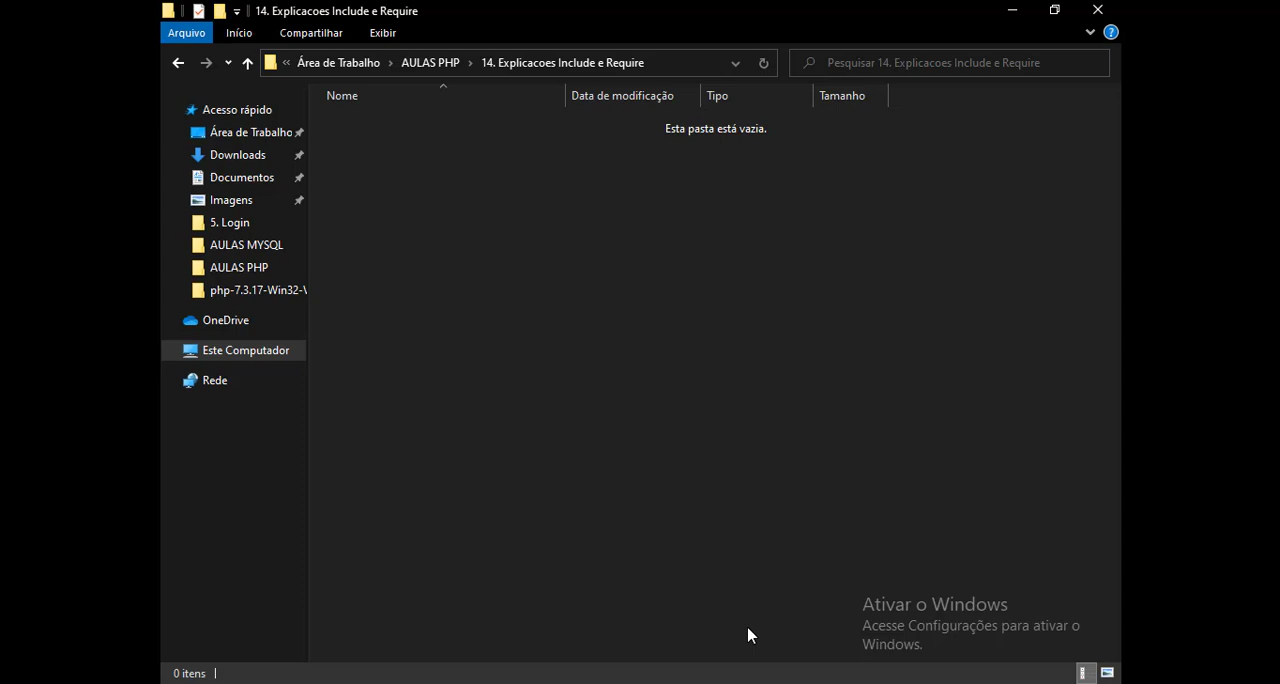 14. Explicacoes Include e Require
Arquivo Início Compartilhar Exibir
« Área de Trabalho › AULAS PHP › 14. Explicacoes Include e Require
Pesquisar 14. Explicacoes Include e Require
Nome Data de modificação Tipo Tamanho
Esta pasta está vazia.
Acesso rápido
Área de Trabalho
Downloads
Documentos
Imagens
5. Login
AULAS MYSQL
AULAS PHP
php-7.3.17-Win32-V
OneDrive
Este Computador
Rede
Ativar o Windows
Acesse Configurações para ativar o
Windows.
0 itens